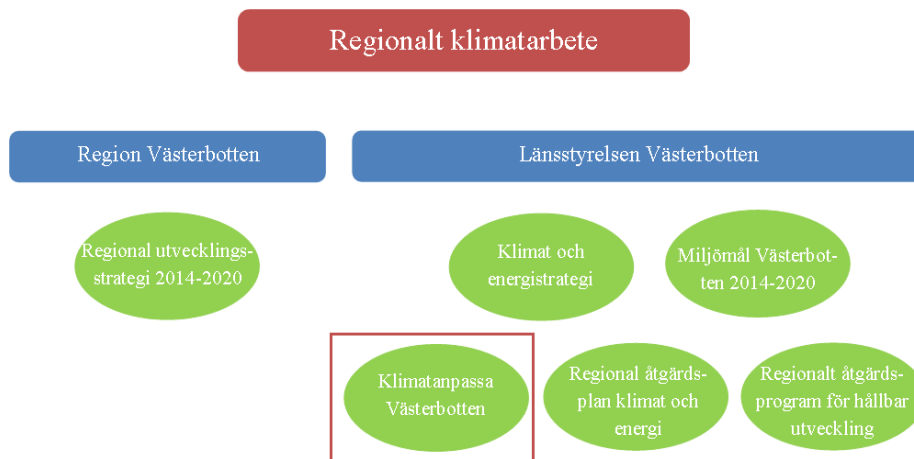 Regionalt klimatarbete
Region Västerbotten
Länsstyrelsen Västerbotten
Regional utvecklings-
strategi 2014-2020
Klimat och
energistrategi
Miljömål Västerbot-
ten 2014-2020
Klimatanpassa
Västerbotten
Regional åtgärds-
plan klimat och
energi
Regionalt åtgärds-
program för hållbar
utveckling